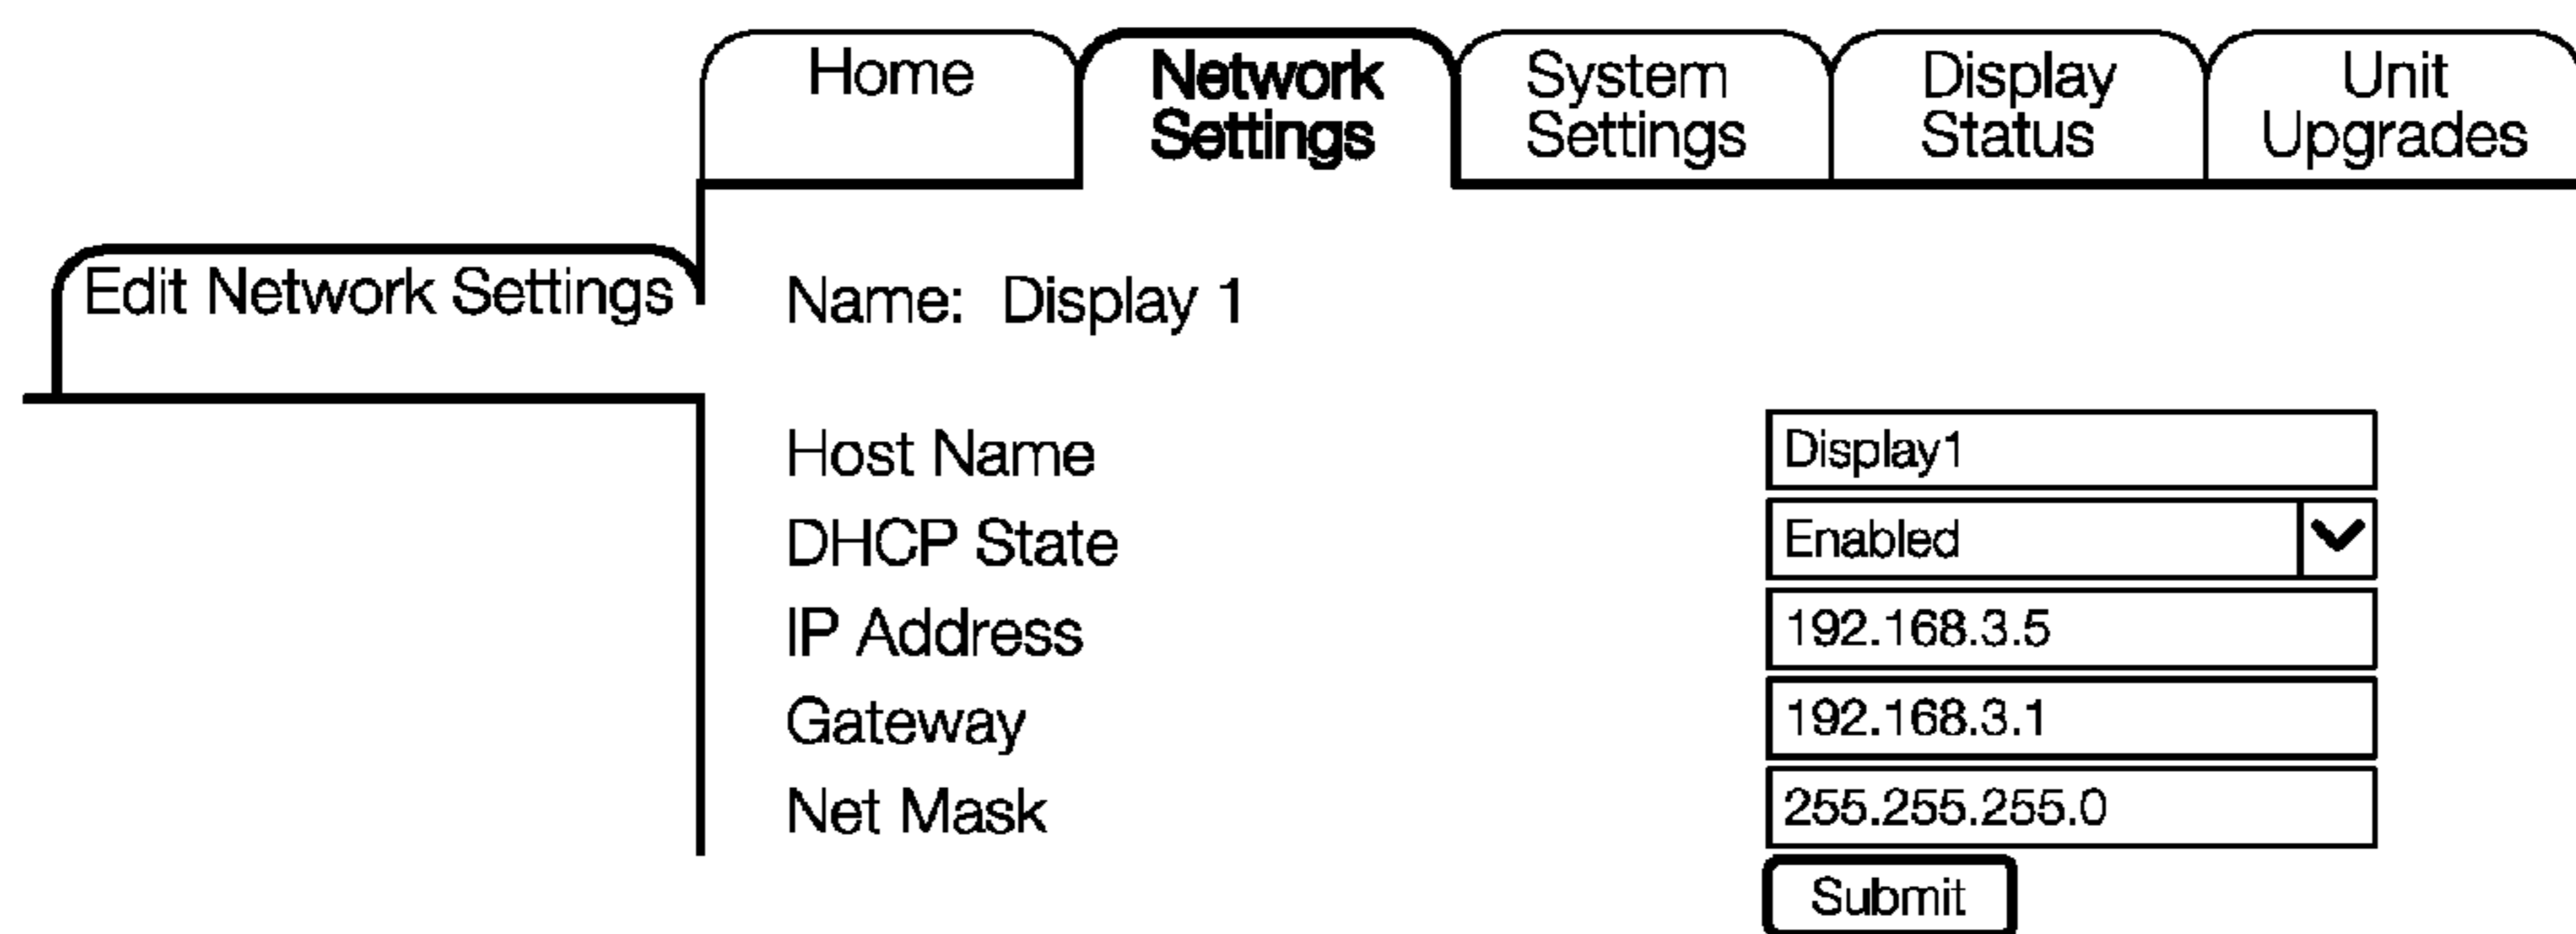 Home
Network
Settings
System
Settings
Display
Status
Unit
Upgrades
Edit Network Settings
Name: Display 1
Host Name Display1
DHCP State Enabled
IP Address 192.168.3.5
Gateway 192.168.3.1
Net Mask 255.255.255.0
Submit